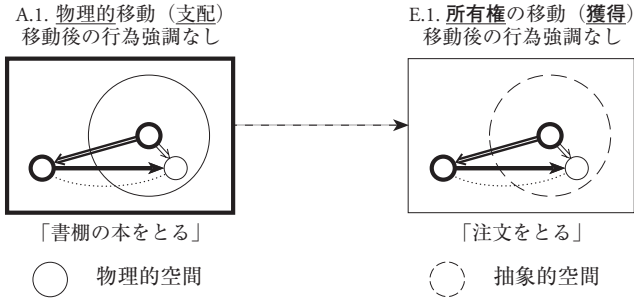 A.1. 物理的移動（支配）
移動後の行為強調なし
E.1. 所有権の移動（獲得）
移動後の行為強調なし
「書棚の本をとる」
「注文をとる」
物理的空間
抽象的空間